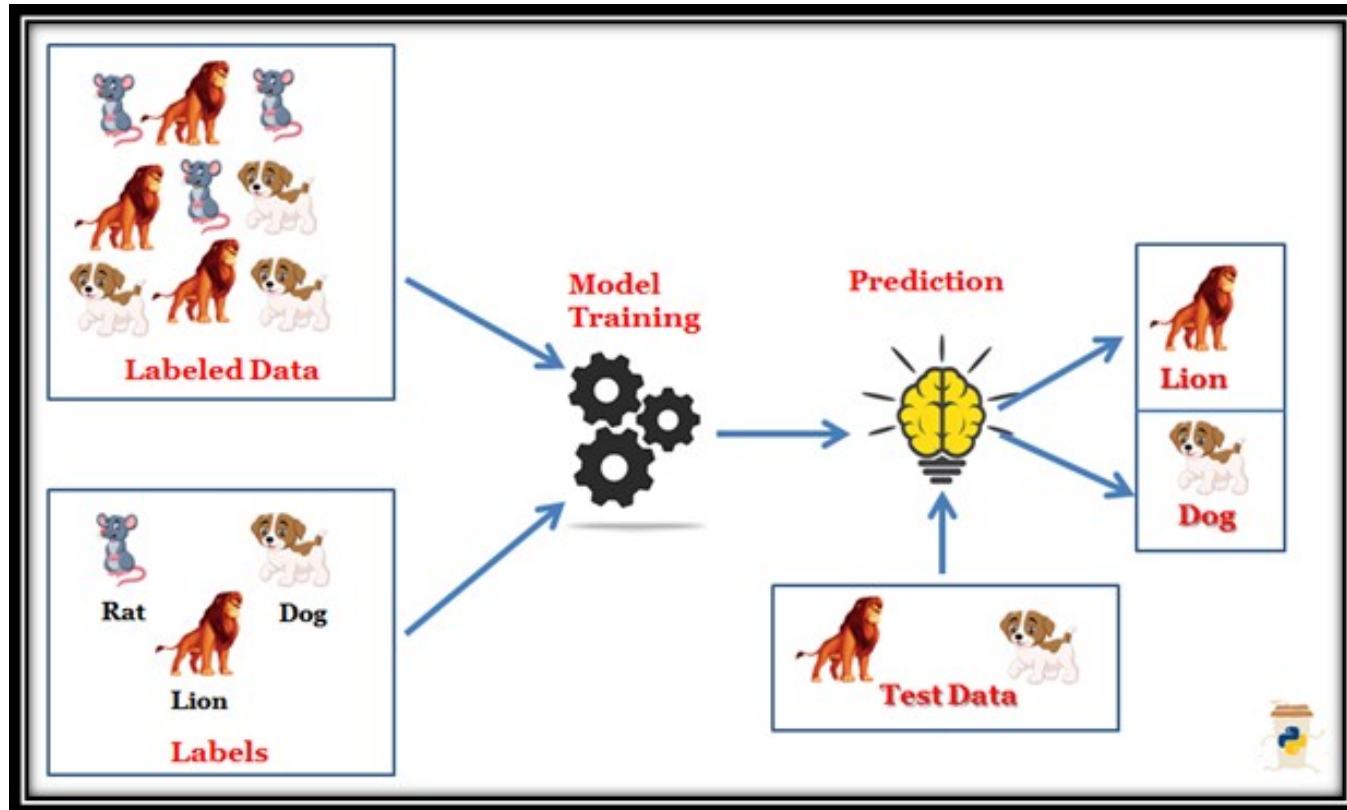 Labeled Data
Model
Training
Prediction
Lion
Dog
Rat
Dog
Lion
Labels
Test Data